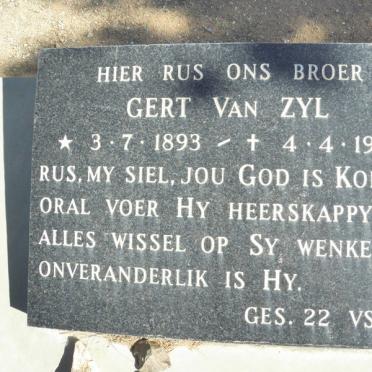 HIER RUS ONS BROER
GERT VAN ZYL
★ 3·7·1893 – ✝ 4·4·19
RUS, MY SIEL, JOU GOD IS
ORAL VOER HY HEERSKAPPY
ALLES WISSEL OP SY WENKE
ONVERANDERLIK IS HY.
GES. 22 VS